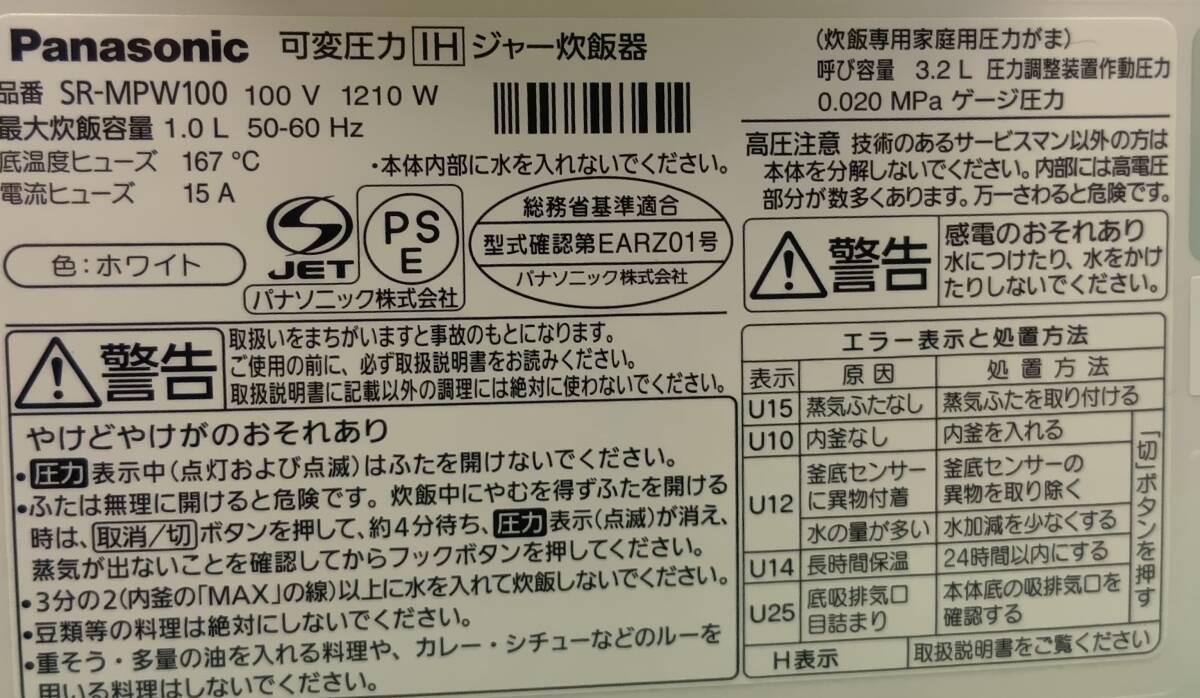 Panasonic 可変圧力 IH ジャー炊飯器
品番 SR-MPW100 100 V 1210 W
最大炊飯容量 1.0 L 50-60 Hz
底温度ヒューズ 167 ℃
電流ヒューズ 15 A
・本体内部に水を入れないでください。
色：ホワイト
JET
PS
E
パナソニック株式会社
総務省基準適合
型式確認第EARZ01号
パナソニック株式会社
警告
取扱いをまちがいますと事故のもとになります。
ご使用の前に、必ず取扱説明書をお読みください。
取扱説明書に記載以外の調理には絶対に使わないでください。
やけどやけがのおそれあり
・圧力 表示中（点灯および点滅）はふたを開けないでください。
・ふたは無理に開けると危険です。炊飯中にやむを得ずふたを開ける
時は、取消/切 ボタンを押して、約4分待ち、圧力 表示（点滅）が消え、
蒸気が出ないことを確認してからフックボタンを押してください。
・3分の2（内釜の「MAX」の線）以上に水を入れて炊飯しないでください。
・豆類等の料理は絶対にしないでください。
・重そう・多量の油を入れる料理や、カレー・シチューなどのルーを
用いる料理はしないでください。
（炊飯専用家庭用圧力がま）
呼び容量 3.2 L 圧力調整装置作動圧力
0.020 MPa ゲージ圧力
高圧注意 技術のあるサービスマン以外の方は
本体を分解しないでください。内部には高電圧
部分が数多くあります。万一さわると危険です。
警告
感電のおそれあり
水につけたり、水をかけ
たりしないでください。
エラー表示と処置方法
表示 原因 処置方法
U15 蒸気ふたなし 蒸気ふたを取り付ける
U10 内釜なし 内釜を入れる
U12 釜底センサー
に異物付着 釜底センサーの
異物を取り除く
水の量が多い 水加減を少なくする
U14 長時間保温 24時間以内にする
U25 底吸排気口
目詰まり 本体底の吸排気口を
確認する
「切」ボタンを押す
H表示 取扱説明書をご覧ください